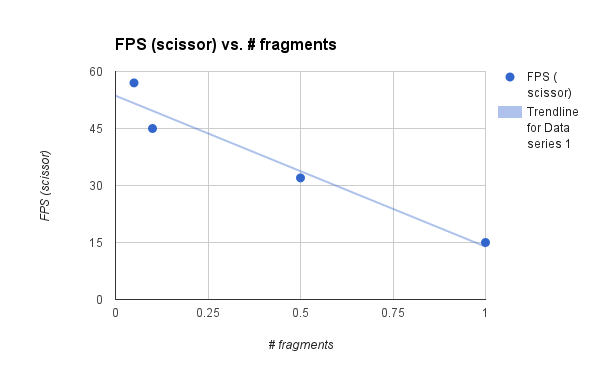 FPS (scissor) vs. # fragments
60
45
30
15
0
FPS (scissor)
0
0.25
0.5
0.75
1
# fragments
FPS (
scissor)
Trendline
for Data
series 1